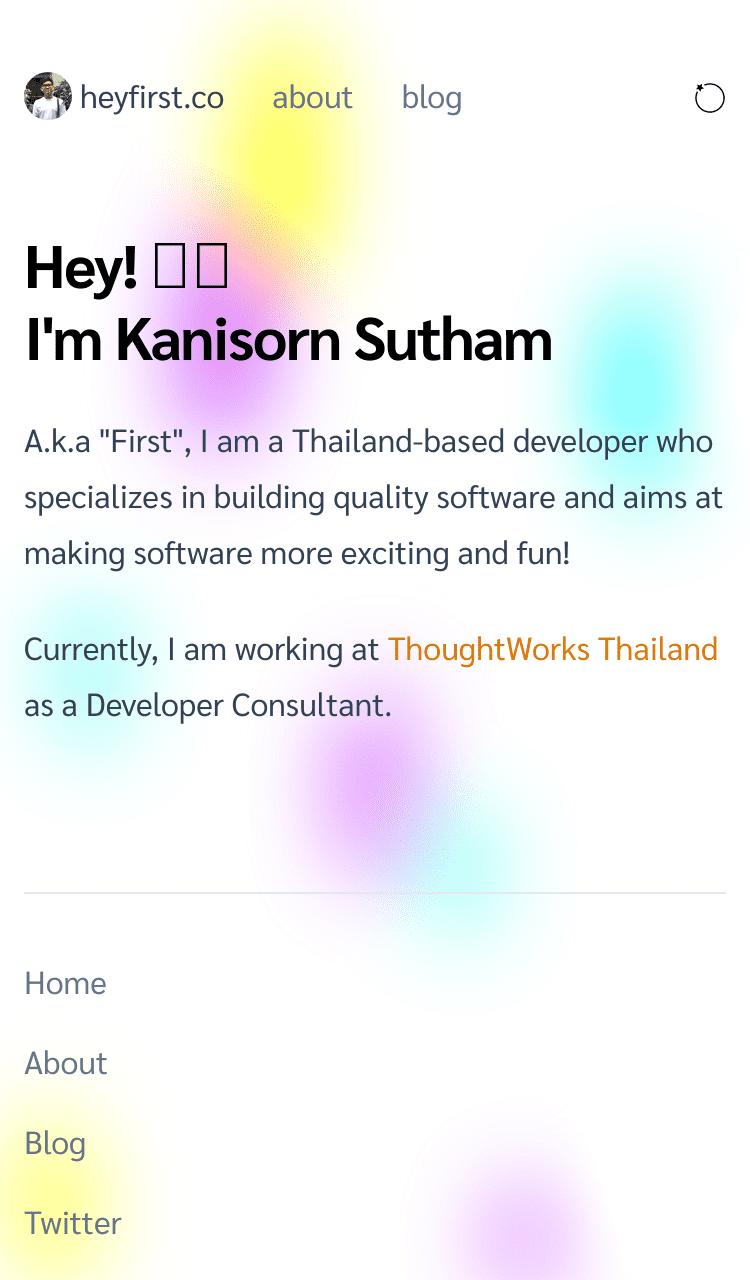 heyfirst.co about blog
Hey!
I'm Kanisorn Sutham
A.k.a "First", I am a Thailand-based developer who
specializes in building quality software and aims at
making software more exciting and fun!
Currently, I am working at ThoughtWorks Thailand
as a Developer Consultant.
Home
About
Blog
Twitter